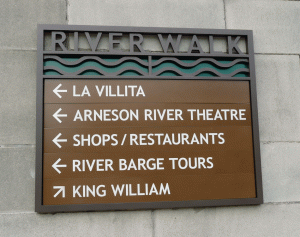 RIVER WALK
← LA VILLITA
← ARNESON RIVER THEATRE
← SHOPS / RESTAURANTS
← RIVER BARGE TOURS
↗ KING WILLIAM